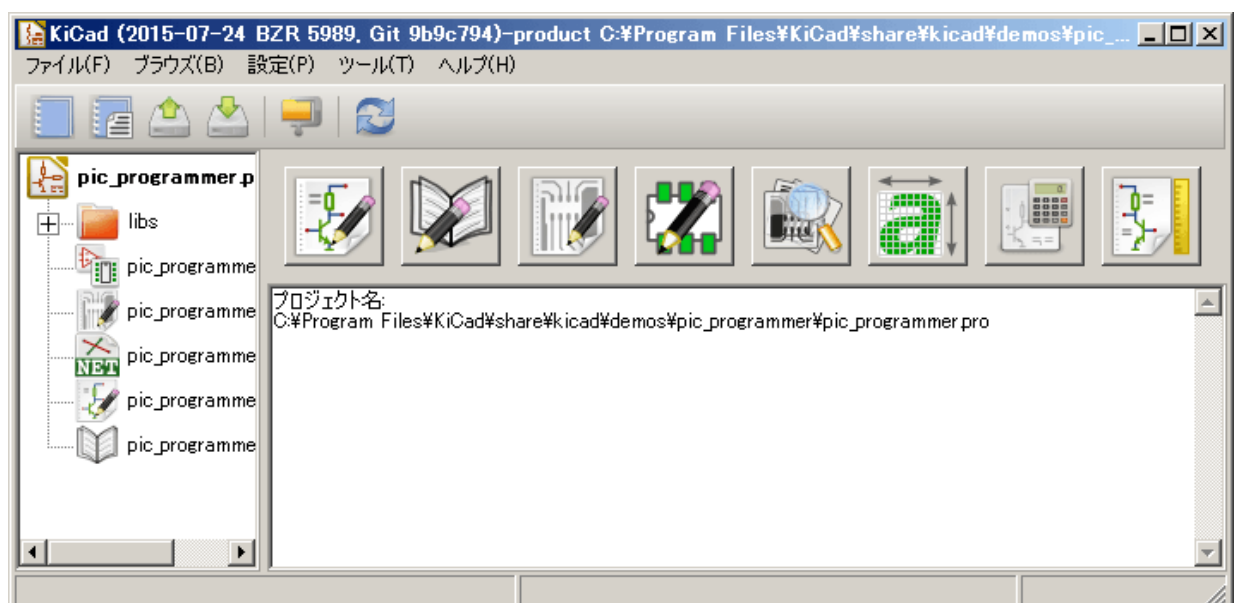 KiCad (2015-07-24 BZR 5989, Git 9b9c794)-product C:¥Program Files¥KiCad¥share¥kicad¥demos¥pic_...
ファイル(F) ブラウズ(B) 設定(P) ツール(T) ヘルプ(H)
pic_programmer.p
libs
pic_programme
pic_programme
NET pic_programme
pic_programme
pic_programme
a
プロジェクト名:
C:¥Program Files¥KiCad¥share¥kicad¥demos¥pic_programmer¥pic_programmer.pro